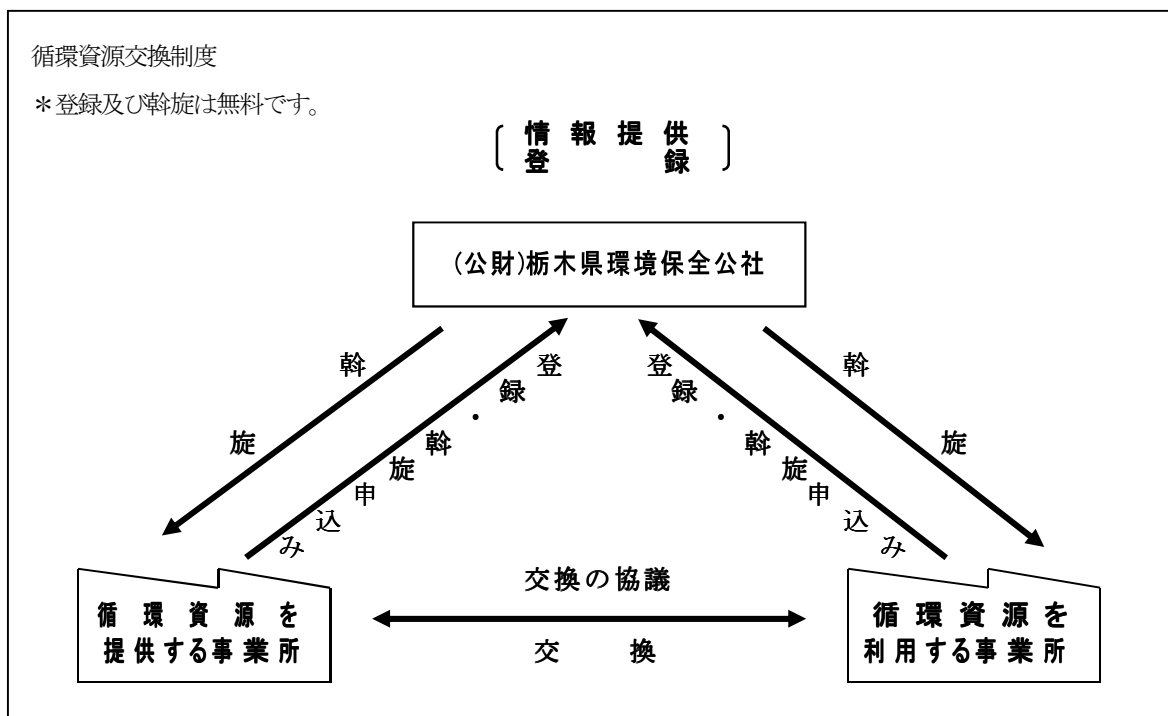 循環資源交換制度
＊登録及び斡旋は無料です。
情報提供
登録
(公財)栃木県環境保全公社
斡旋
登録・斡旋申込み
登録・斡旋申込み
斡旋
循環資源を
提供する事業所
交換の協議
交換
循環資源を
利用する事業所